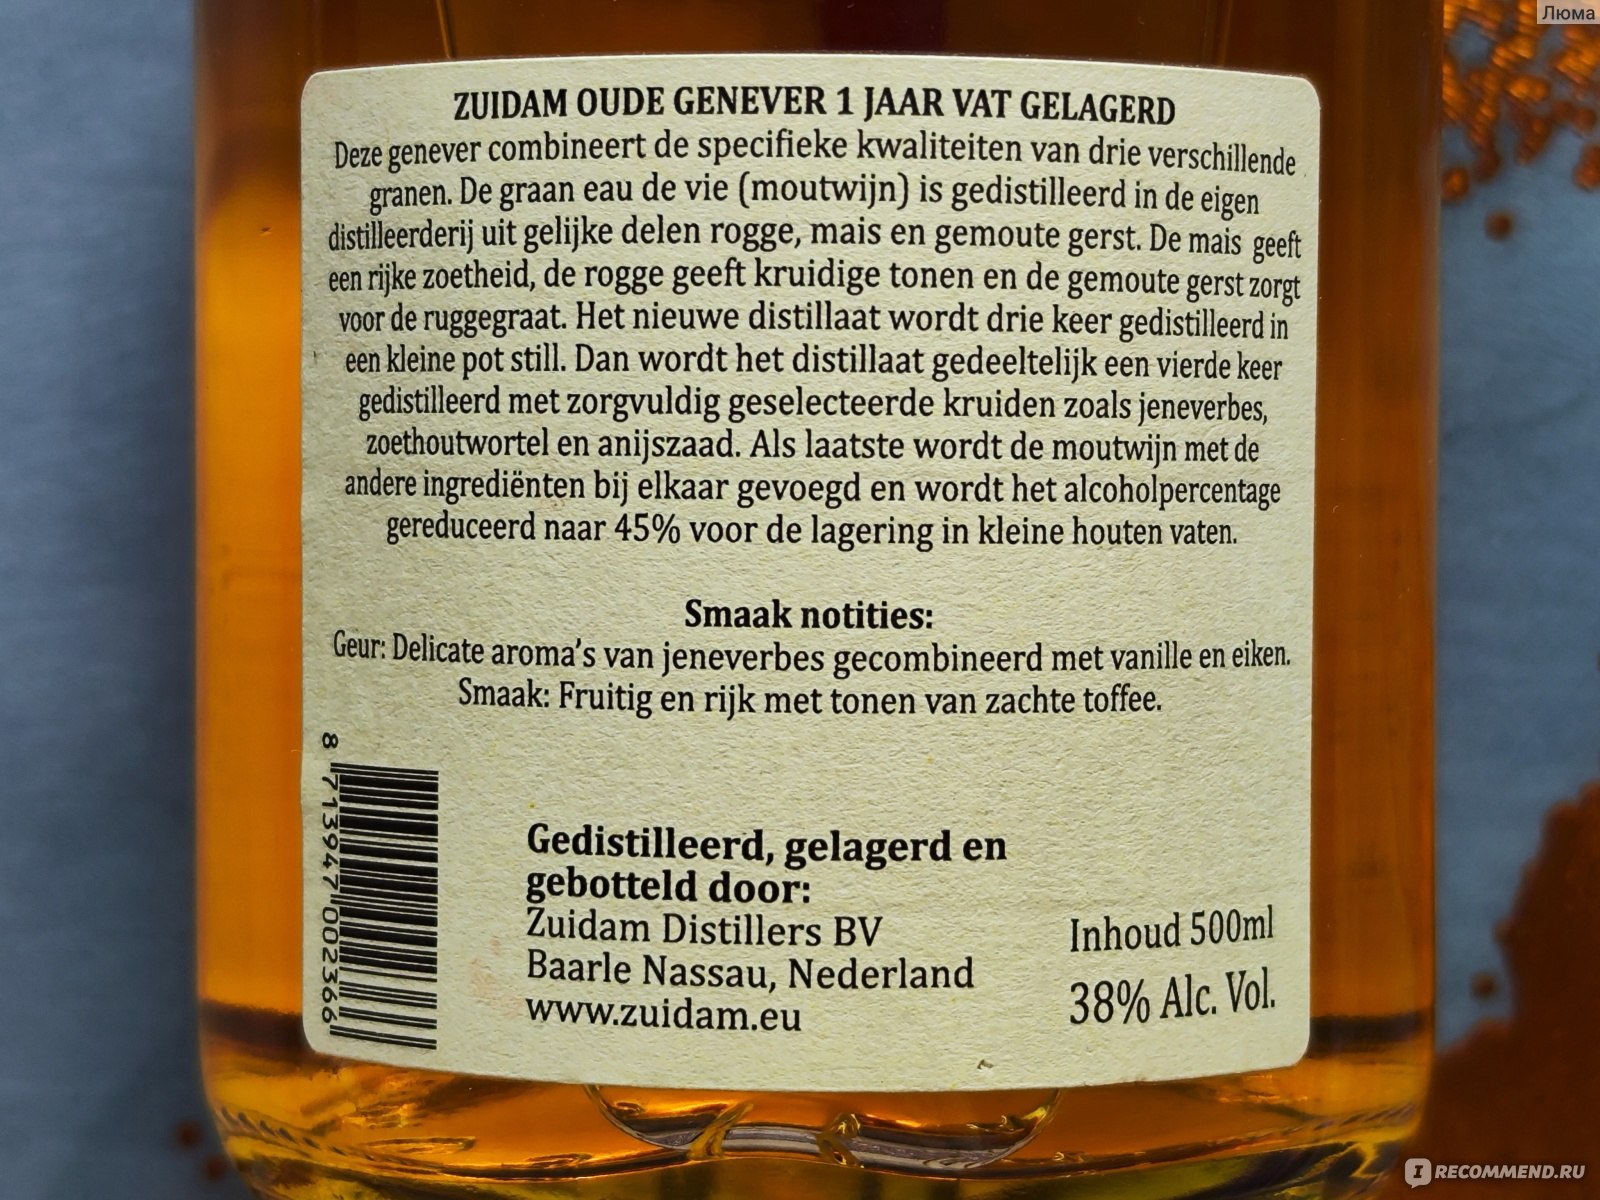 Люма
ZUIDAM OUDE GENEVER 1 JAAR VAT GELAGERD
Deze genever combineert de specifieke kwaliteiten van drie verschillende
granen. De graan eau de vie (moutwijn) is gedistilleerd in de eigen
distilleerderij uit gelijke delen rogge, mais en gemoute gerst. De mais geeft
een rijke zoetheid, de rogge geeft kruidige tonen en de gemoute gerst zorgt
voor de ruggegraat. Het nieuwe distillaat wordt drie keer gedistilleerd in
een kleine pot still. Dan wordt het distillaat gedeeltelijk een vierde keer
gedistilleerd met zorgvuldig geselecteerde kruiden zoals jeneverbes,
zoethoutwortel en anijszaad. Als laatste wordt de moutwijn met de
andere ingrediënten bij elkaar gevoegd en wordt het alcoholpercentage
gereduceerd naar 45% voor de lagering in kleine houten vaten.
Smaak notities:
Geur: Delicate aroma's van jeneverbes gecombineerd met vanille en eiken.
Smaak: Fruitig en rijk met tonen van zachte toffee.
8 713947 002366
Gedistilleerd, gelagerd en
gebotteld door:
Zuidam Distillers BV
Baarle Nassau, Nederland
www.zuidam.eu
Inhoud 500ml
38% Alc. Vol.
IRECOMMEND.RU